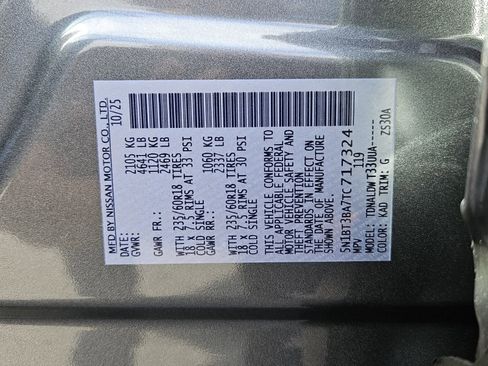 MFD BY NISSAN MOTOR CO., LTD.
DATE: 10/25
GVWR: 2105 KG
4641 LB
GAWR FR.: 1120 KG
2469 LB
WITH 235/60R18 TIRES
18 X 7.5 RIMS AT 33 PSI
COLD SINGLE
GAWR RR.: 1060 KG
2337 LB
WITH 235/60R18 TIRES
18 X 7.5 RIMS AT 30 PSI
COLD SINGLE
THIS VEHICLE CONFORMS TO
ALL APPLICABLE FEDERAL
MOTOR VEHICLE SAFETY AND
THEFT PREVENTION
STANDARDS IN EFFECT ON
THE DATE OF MANUFACTURE
SHOWN ABOVE.
5N1BT3BA7TC717324
MPV 119
MODEL: TDNALDWT33UUA-----
COLOR: KAD TRIM: G ZS30A